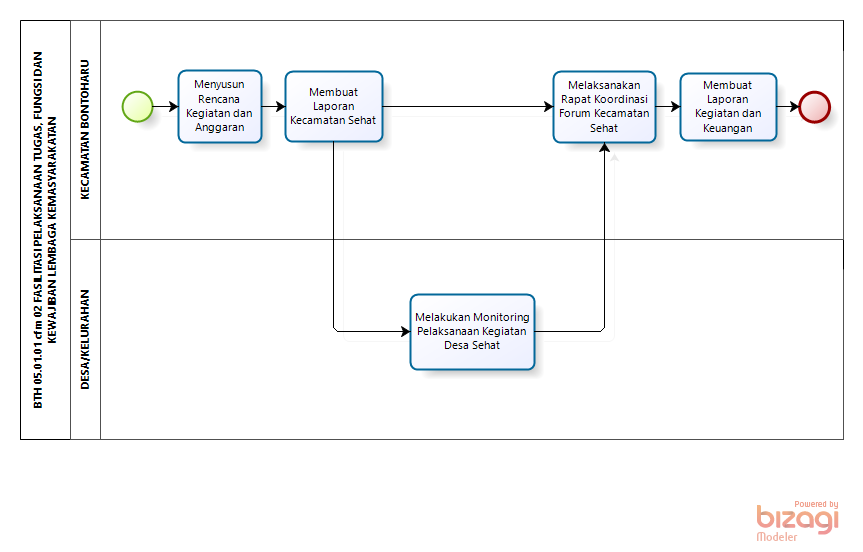 BTH 05.01.01 cfm 02 FASILITASI PELAKSANAAN TUGAS, FUNGSI DAN
KEWAJIBAN LEMBAGA KEMASYARAKATAN
KECAMATAN BONTOHARU
Menyusun
Rencana
Kegiatan dan
Anggaran
Membuat
Laporan
Kecamatan Sehat
Melaksanakan
Rapat Koordinasi
Forum Kecamatan
Sehat
Membuat
Laporan
Kegiatan dan
Keuangan
DESA/KELURAHAN
Melakukan Monitoring
Pelaksanaan Kegiatan
Desa Sehat
Powered by
bizagi
Modeler